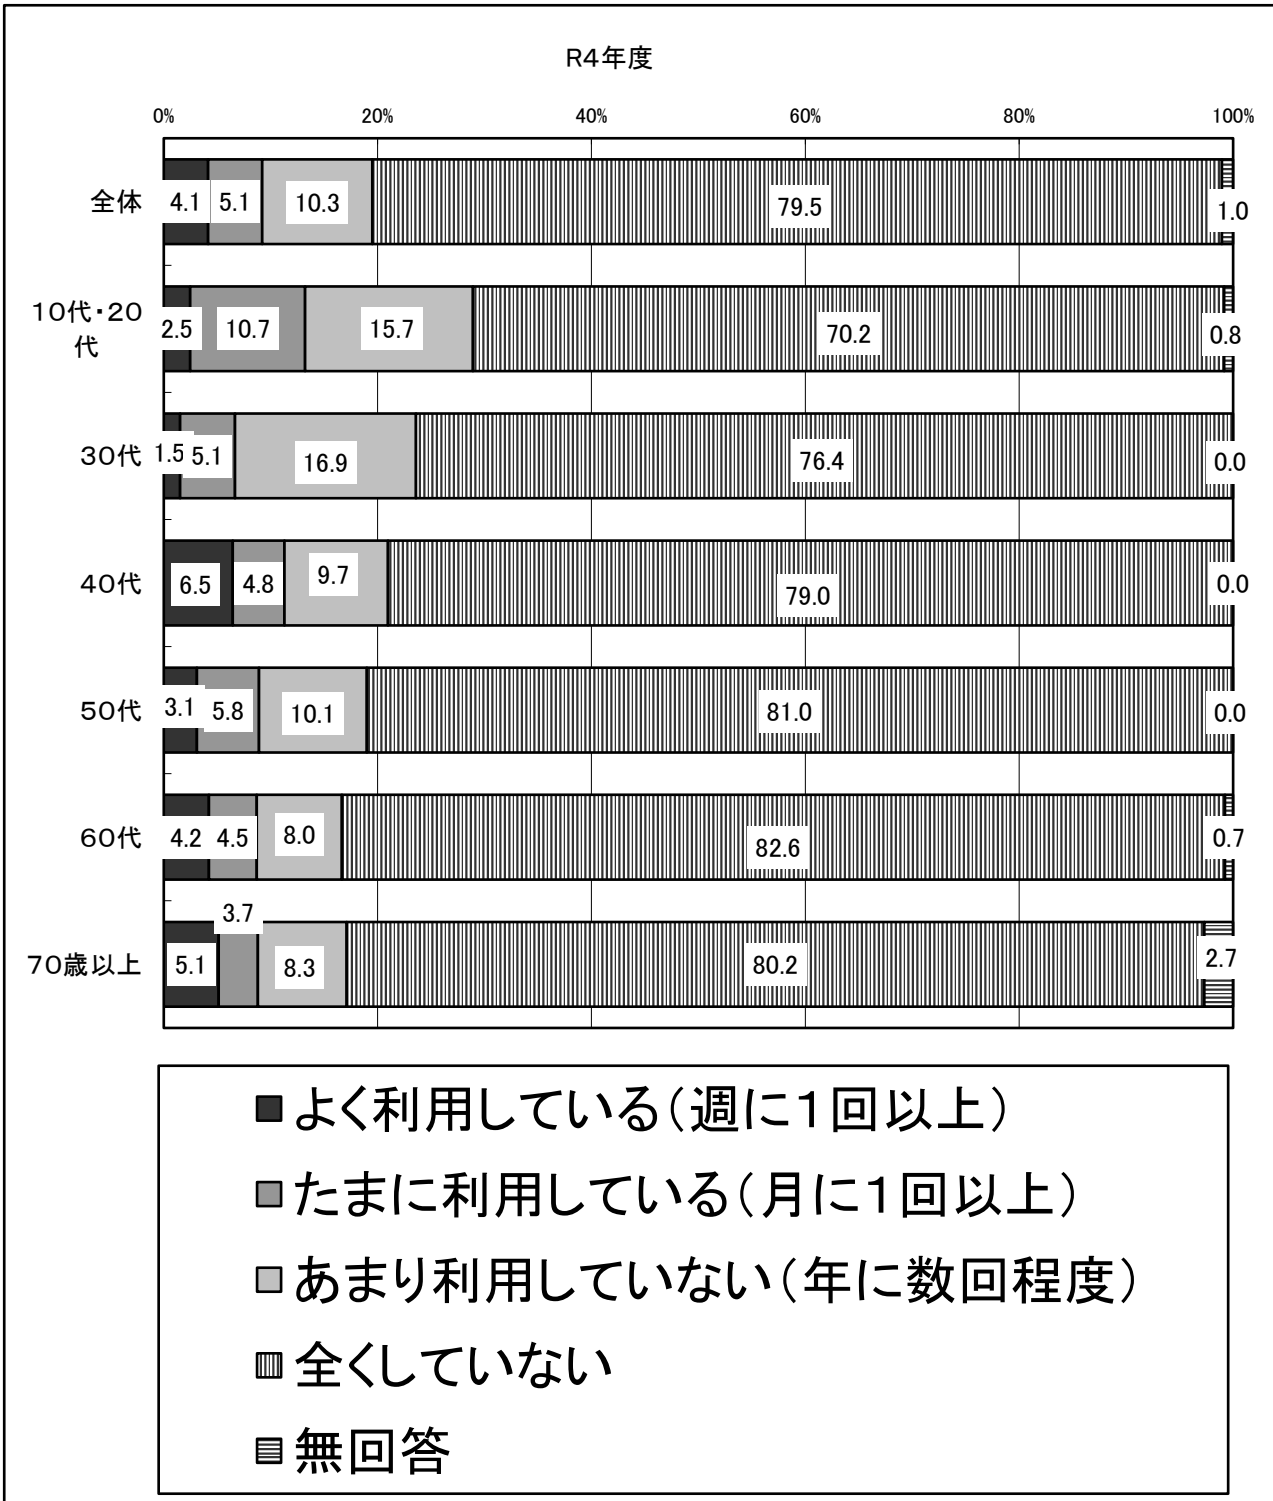 R4年度
0% 20% 40% 60% 80% 100%
全体 4.1 5.1 10.3 79.5 1.0
10代・20
代 2.5 10.7 15.7 70.2 0.8
30代 1.5 5.1 16.9 76.4 0.0
40代 6.5 4.8 9.7 79.0 0.0
50代 3.1 5.8 10.1 81.0 0.0
60代 4.2 4.5 8.0 82.6 0.7
70歳以上 5.1 3.7 8.3 80.2 2.7
よく利用している(週に1回以上)
たまに利用している(月に1回以上)
あまり利用していない(年に数回程度)
全くしていない
無回答